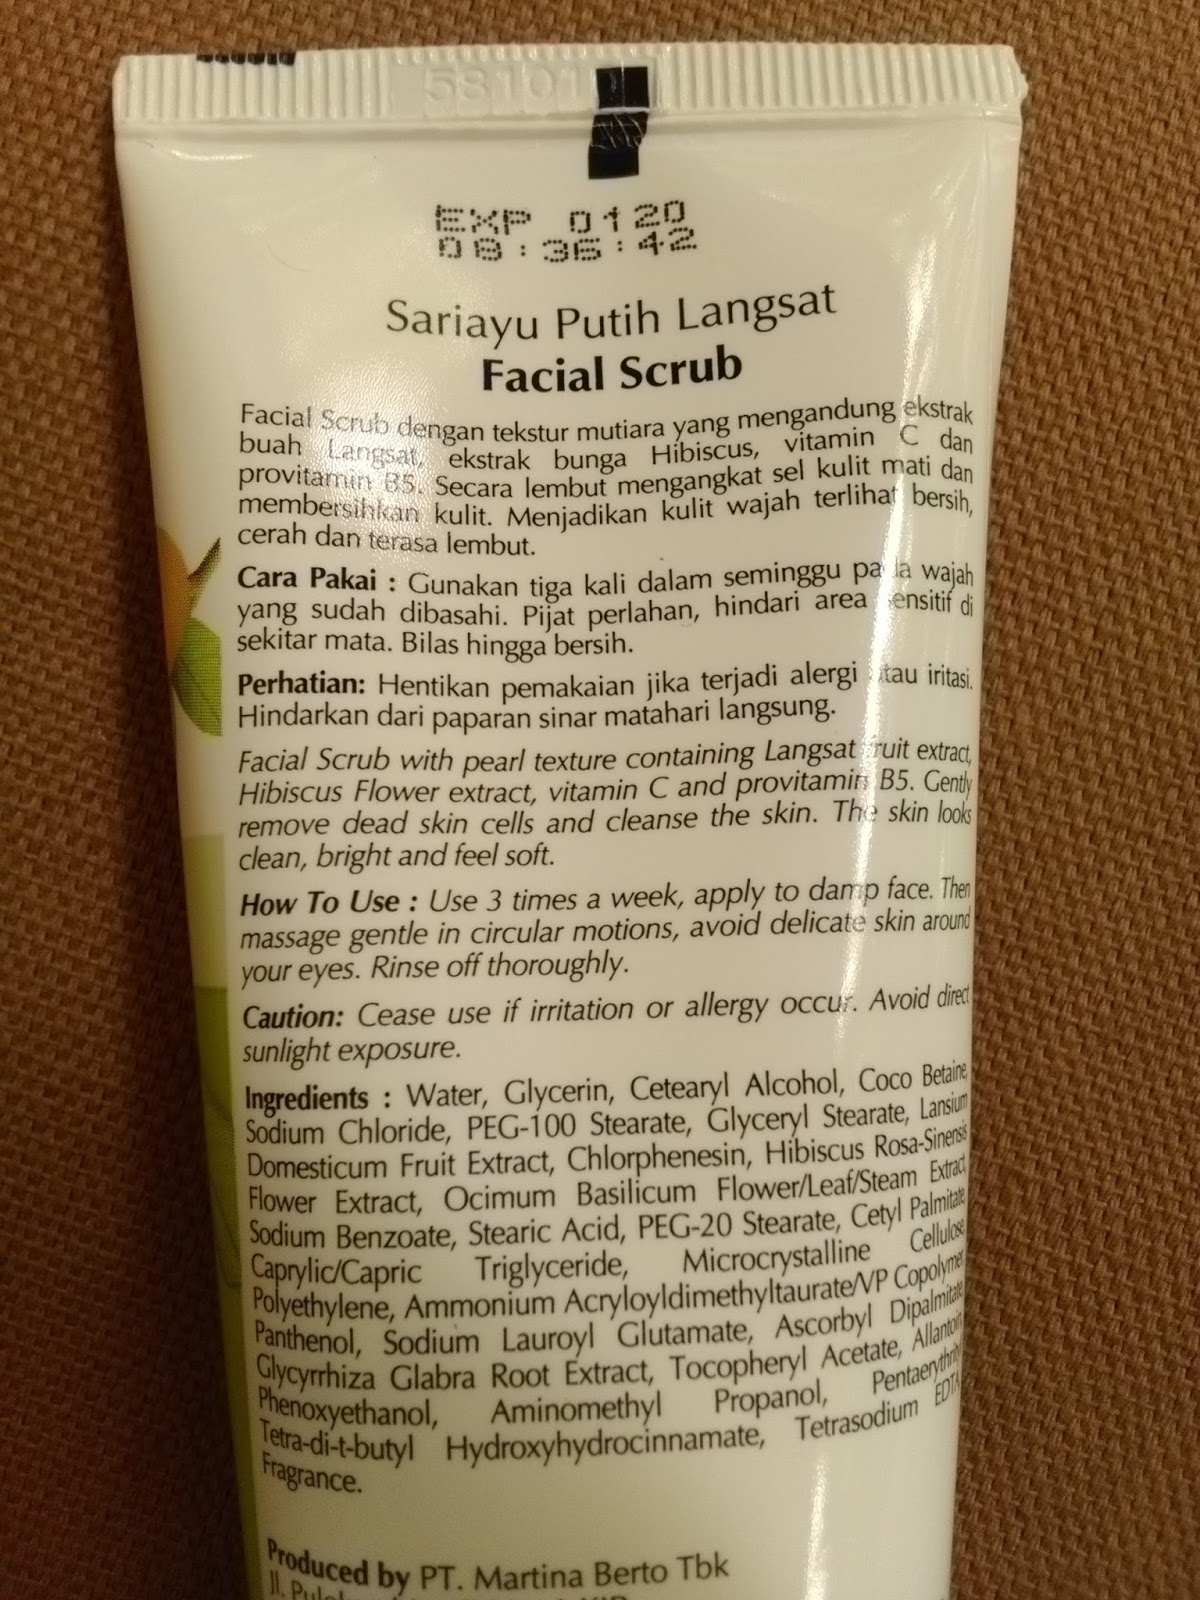 58101
EXP 0120
08:36:42
Sariayu Putih Langsat
Facial Scrub
Facial Scrub dengan tekstur mutiara yang mengandung ekstrak
buah Langsat, ekstrak bunga Hibiscus, vitamin C dan
provitamin B5. Secara lembut mengangkat sel kulit mati dan
membersihkan kulit. Menjadikan kulit wajah terlihat bersih,
cerah dan terasa lembut.
Cara Pakai : Gunakan tiga kali dalam seminggu pada wajah
yang sudah dibasahi. Pijat perlahan, hindari area sensitif di
sekitar mata. Bilas hingga bersih.
Perhatian: Hentikan pemakaian jika terjadi alergi atau iritasi.
Hindarkan dari paparan sinar matahari langsung.
Facial Scrub with pearl texture containing Langsat fruit extract,
Hibiscus Flower extract, vitamin C and provitamin B5. Gently
remove dead skin cells and cleanse the skin. The skin looks
clean, bright and feel soft.
How To Use : Use 3 times a week, apply to damp face. Then
massage gentle in circular motions, avoid delicate skin around
your eyes. Rinse off thoroughly.
Caution: Cease use if irritation or allergy occur. Avoid direct
sunlight exposure.
Ingredients : Water, Glycerin, Cetearyl Alcohol, Coco Betaine,
Sodium Chloride, PEG-100 Stearate, Glyceryl Stearate, Lansium
Domesticum Fruit Extract, Chlorphenesin, Hibiscus Rosa-Sinensis
Flower Extract, Ocimum Basilicum Flower/Leaf/Steam Extract,
Sodium Benzoate, Stearic Acid, PEG-20 Stearate, Cetyl Palmitate,
Caprylic/Capric Triglyceride, Microcrystalline Cellulose,
Polyethylene, Ammonium Acryloyldimethyltaurate/VP Copolymer,
Panthenol, Sodium Lauroyl Glutamate, Ascorbyl Dipalmitate,
Glycyrrhiza Glabra Root Extract, Tocopheryl Acetate, Allantoin,
Phenoxyethanol, Aminomethyl Propanol, Pentaerythrityl
Tetra-di-t-butyl Hydroxyhydrocinnamate, Tetrasodium EDTA,
Fragrance.
Produced by PT. Martina Berto Tbk
Jl.